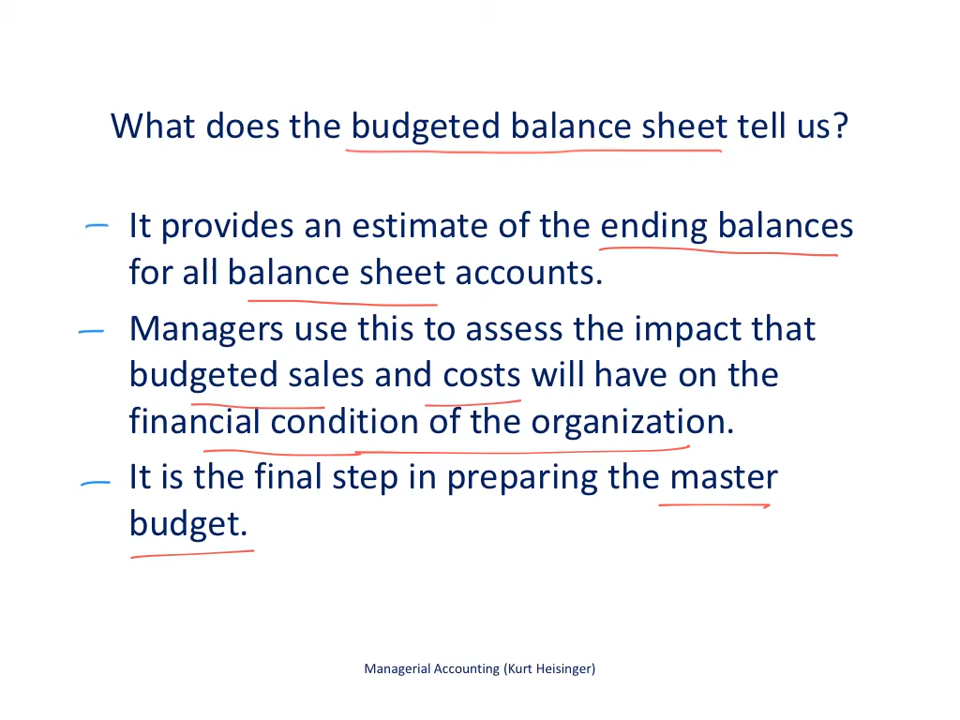 What does the budgeted balance sheet tell us?
It provides an estimate of the ending balances
for all balance sheet accounts.
Managers use this to assess the impact that
budgeted sales and costs will have on the
financial condition of the organization.
It is the final step in preparing the master
budget.
Managerial Accounting (Kurt Heisinger)